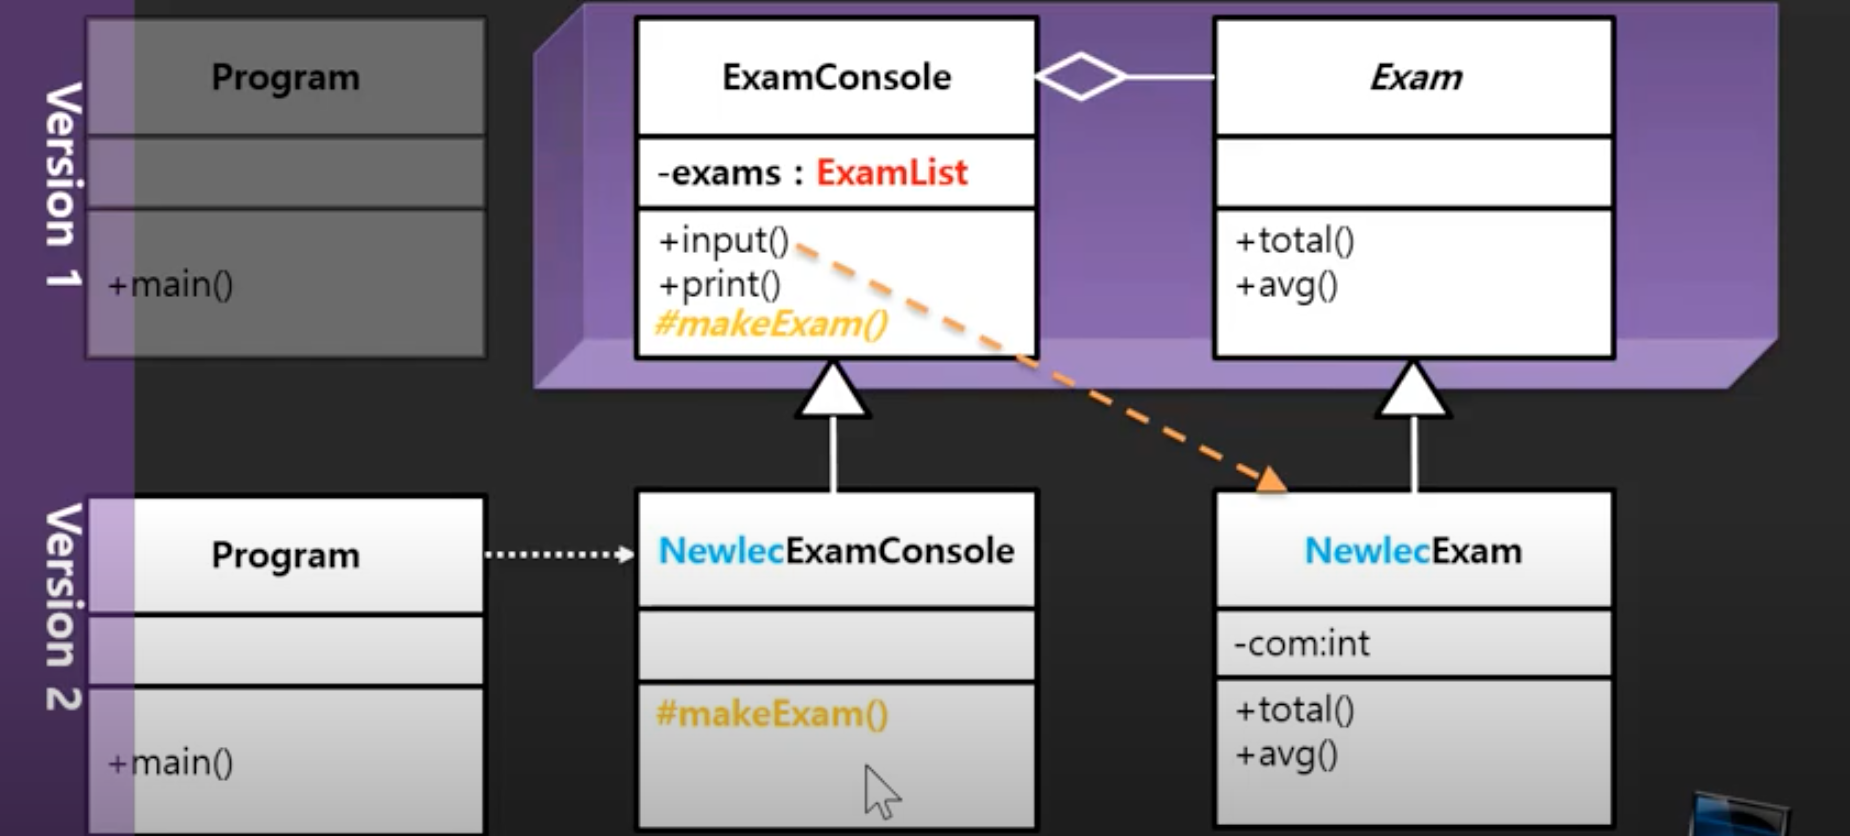 Version 1
Program
+main()
ExamConsole
-exams : ExamList
+input()
+print()
#makeExam()
Exam
+total()
+avg()
Version 2
Program
+main()
NewlecExamConsole
#makeExam()
NewlecExam
-com:int
+total()
+avg()